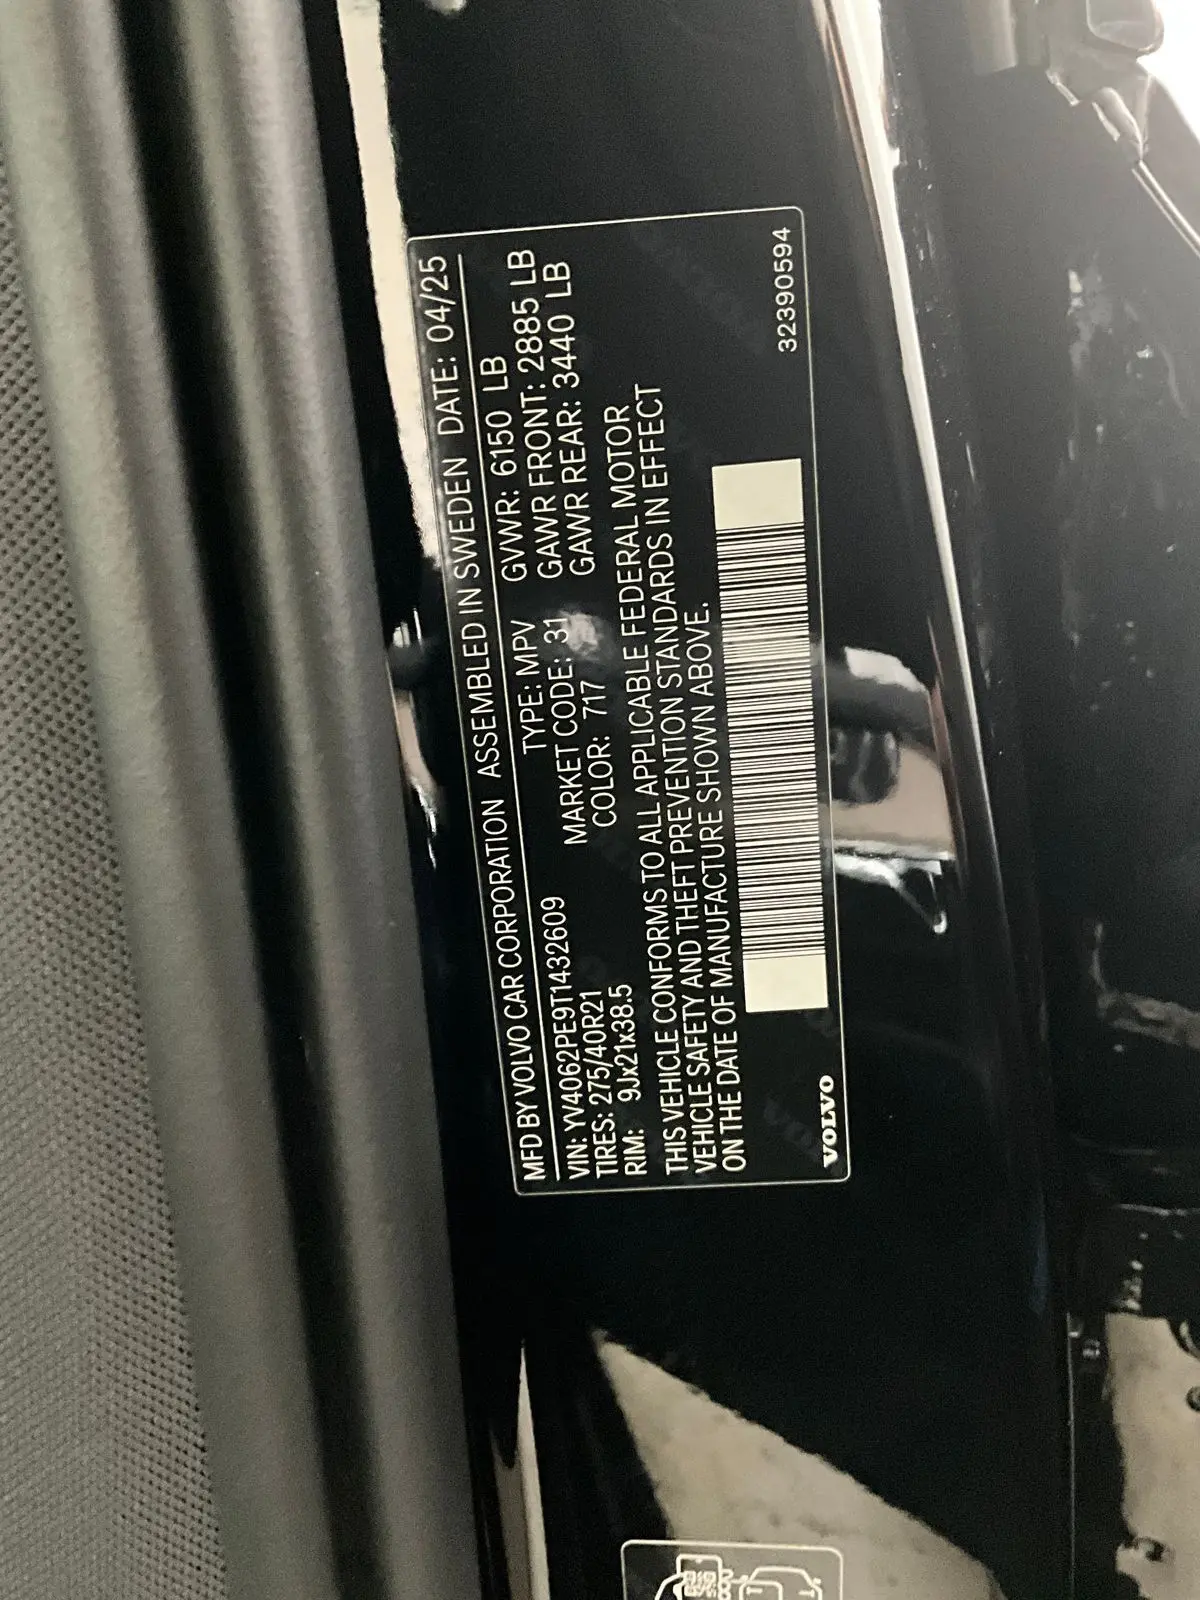 MFD BY VOLVO CAR CORPORATION ASSEMBLED IN SWEDEN DATE: 04/25
VIN: YV4062PE9T1432609 TYPE: MPV GVWR: 6150 LB
TIRES: 275/40R21 MARKET CODE: 31 GAWR FRONT: 2885 LB
RIM: 9Jx21x38.5 COLOR: 717 GAWR REAR: 3440 LB
THIS VEHICLE CONFORMS TO ALL APPLICABLE FEDERAL MOTOR
VEHICLE SAFETY AND THEFT PREVENTION STANDARDS IN EFFECT
ON THE DATE OF MANUFACTURE SHOWN ABOVE.
VOLVO 32390594